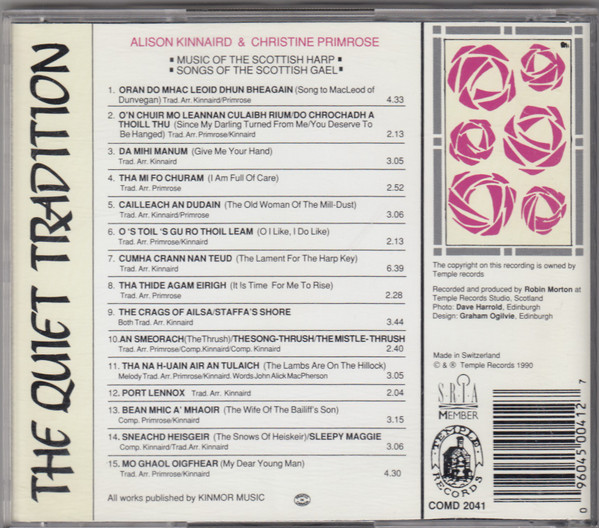 THE QUIET TRADITION
ALISON KINNAIRD & CHRISTINE PRIMROSE
▪ MUSIC OF THE SCOTTISH HARP ▪
▪ SONGS OF THE SCOTTISH GAEL ▪
1. ORAN DO MHAC LEOID DHUN BHEAGAIN (Song to MacLeod of
Dunvegan) Trad. Arr. Kinnaird/Primrose 4.33
2. O'N CHUIR MO LEANNAN CULAIBH RIUM/DO CHROCHADH A
THOILL THU (Since My Darling Turned From Me/You Deserve To
Be Hanged) Trad. Arr. Primrose/Kinnaird 2.13
3. DA MIHI MANUM (Give Me Your Hand)
Trad. Arr. Kinnaird 3.05
4. THA MI FO CHURAM (I Am Full Of Care)
Trad. Arr. Primrose 2.52
5. CAILLEACH AN DUDAIN (The Old Woman Of The Mill-Dust)
Trad. Arr. Kinnaird/Primrose 3.06
6. O 'S TOIL 'S GU RO THOIL LEAM (O I Like, I Do Like)
Trad. Arr. Primrose/Kinnaird 2.13
7. CUMHA CRANN NAN TEUD (The Lament For The Harp Key)
Trad. Arr. Kinnaird 6.39
8. THA THIDE AGAM EIRIGH (It Is Time For Me To Rise)
Trad. Arr. Primrose 2.28
9. THE CRAGS OF AILSA/STAFFA'S SHORE
Both Trad. Arr. Kinnaird 3.44
10. AN SMEORACH (The Thrush)/THE SONG-THRUSH/THE MISTLE-THRUSH
Trad. Arr. Primrose/Comp. Kinnaird/Comp. Kinnaird 2.40
11. THA NA H-UAIN AIR AN TULAICH (The Lambs Are On The Hillock)
Melody Trad. Arr. Primrose/Kinnaird. Words John Alick MacPherson 3.05
12. PORT LENNOX Trad. Arr. Kinnaird 2.04
13. BEAN MHIC A' MHAOIR (The Wife Of The Bailiff's Son)
Comp. Primrose/Kinnaird 3.15
14. SNEACHD HEISGEIR (The Snows Of Heiskeir)/SLEEPY MAGGIE
Comp. Kinnaird/Trad. Arr. Kinnaird 3.06
15. MO GHAOL OIGFHEAR (My Dear Young Man)
Trad. Arr. Primrose/Kinnaird 4.30
All works published by KINMOR MUSIC
The copyright on this recording is owned by
Temple records
Recorded and produced by Robin Morton at
Temple Records Studio, Scotland
Photo: Dave Harrold, Edinburgh
Design: Graham Ogilvie, Edinburgh
Made in Switzerland
© & ® Temple Records 1990
SRIA
MEMBER
TEMPLE
RECORDS
COMD 2041
0 96045 00412 7